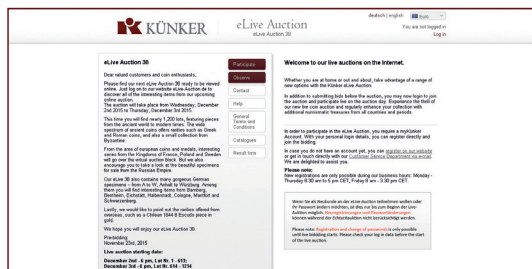 deutsch | english
Euro
You are not logged in
Log in
KÜNKER
eLive Auction
eLive Auction 38
eLive Auction 38
Dear valued customers and coin enthusiasts,
Please find our next eLive Auction 38 ready to be viewed
online. Just log on to our website eLive-Auction.de to
discover all of the interesting items from our upcoming
online auction.
The auction will take place from Wednesday, December
2nd 2015 to Thursday, December 3rd 2015.
This time you will find nearly 1,200 lots, featuring pieces
from the ancient world to modern times. The wide
spectrum of ancient coins offers rarities such as Greek
and Roman coins, and also a small collection from
Byzantine.
From the area of european coins and medals, interesting
series from the Kingdoms of France, Poland and Sweden
will go over the virtual auction block. But we also
encourage you to take a look at the beautiful specimens
for sale from the Russian Empire.
Our eLive 38 also contains many gorgeous German
specimens – from A to W, Anhalt to Würzburg. Among
them you will find interesting items from Bamberg,
Bentheim, Eichstätt, Halberstadt, Cologne, Montfort and
Schwarzenberg.
Lastly, we would like to point out the rarities offered from
overseas, such as a Chilean 1844 8 Escudo piece in
gold.
We hope you will enjoy our eLive Auction 38.
Pre-bidding:
November 23rd, 2015
Live auction starting date:
December 2nd - 6 pm, Lot Nr. 1 - 613;
December 3rd - 6 pm, Lot Nr. 614 - 1214
Participate
Observe
Contact
Help
General
Terms and
Conditions
Catalogues
Result lists
Welcome to our live auctions on the Internet.
Whether you are at home or out and about, take advantage of a range of
new options with the Künker eLive Auction.
In addition to submitting bids before the auction, you may now login to join
the auction and participate live on the auction day. Experience the thrill of
our new live coin auction and regularly enhance your collection with
additional numismatic treasures from all countries and periods.
In order to participate in the eLive Auction, you require a myKünker
Account. With your personal login details, you can register directly and
join the bidding.
In case you do not have an account yet, you can register on our website
or get in touch directly with our Customer Service Department via e-mail.
We are delighted to assist you.
Please note:
New registrations are only possible during our business hours: Monday -
Thursday 8.30 am to 5 pm CET, Friday 8 am - 3.30 pm CET.
Wenn Sie als Neukunde an der eLive Auction teilnehmen wollen oder
Ihr Passwort ändern möchten, ist dies nur bis zum Beginn der Live-
Auktion möglich. Neuregistrierungen und Passwortänderungen
können während der Echtzeitauktion nicht berücksichtigt werden.
Please note: Registration and change of passwords is only possible
until live bidding starts. Please check your log in date before the start
of the live auction.